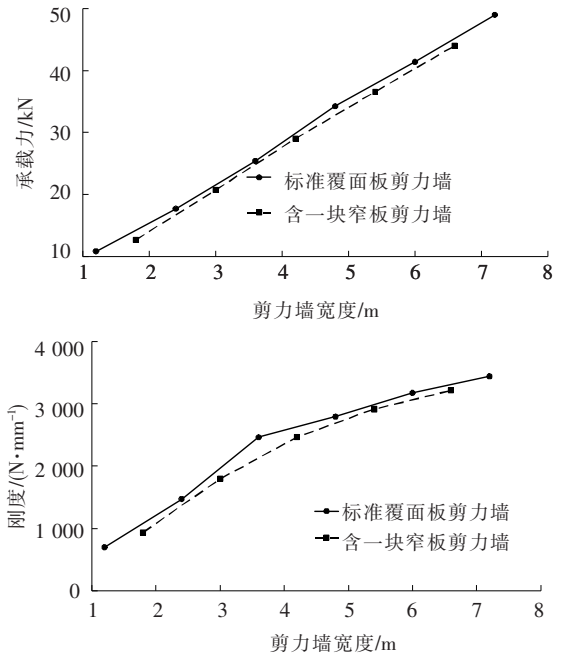 50
40
30
20
10
承载力/kN
标准覆面板剪力墙
含一块窄板剪力墙
1 2 3 4 5 6 7 8
剪力墙宽度/m
4 000
3 000
2 000
1 000
0
刚度/(N·mm⁻¹)
标准覆面板剪力墙
含一块窄板剪力墙
1 2 3 4 5 6 7 8
剪力墙宽度/m